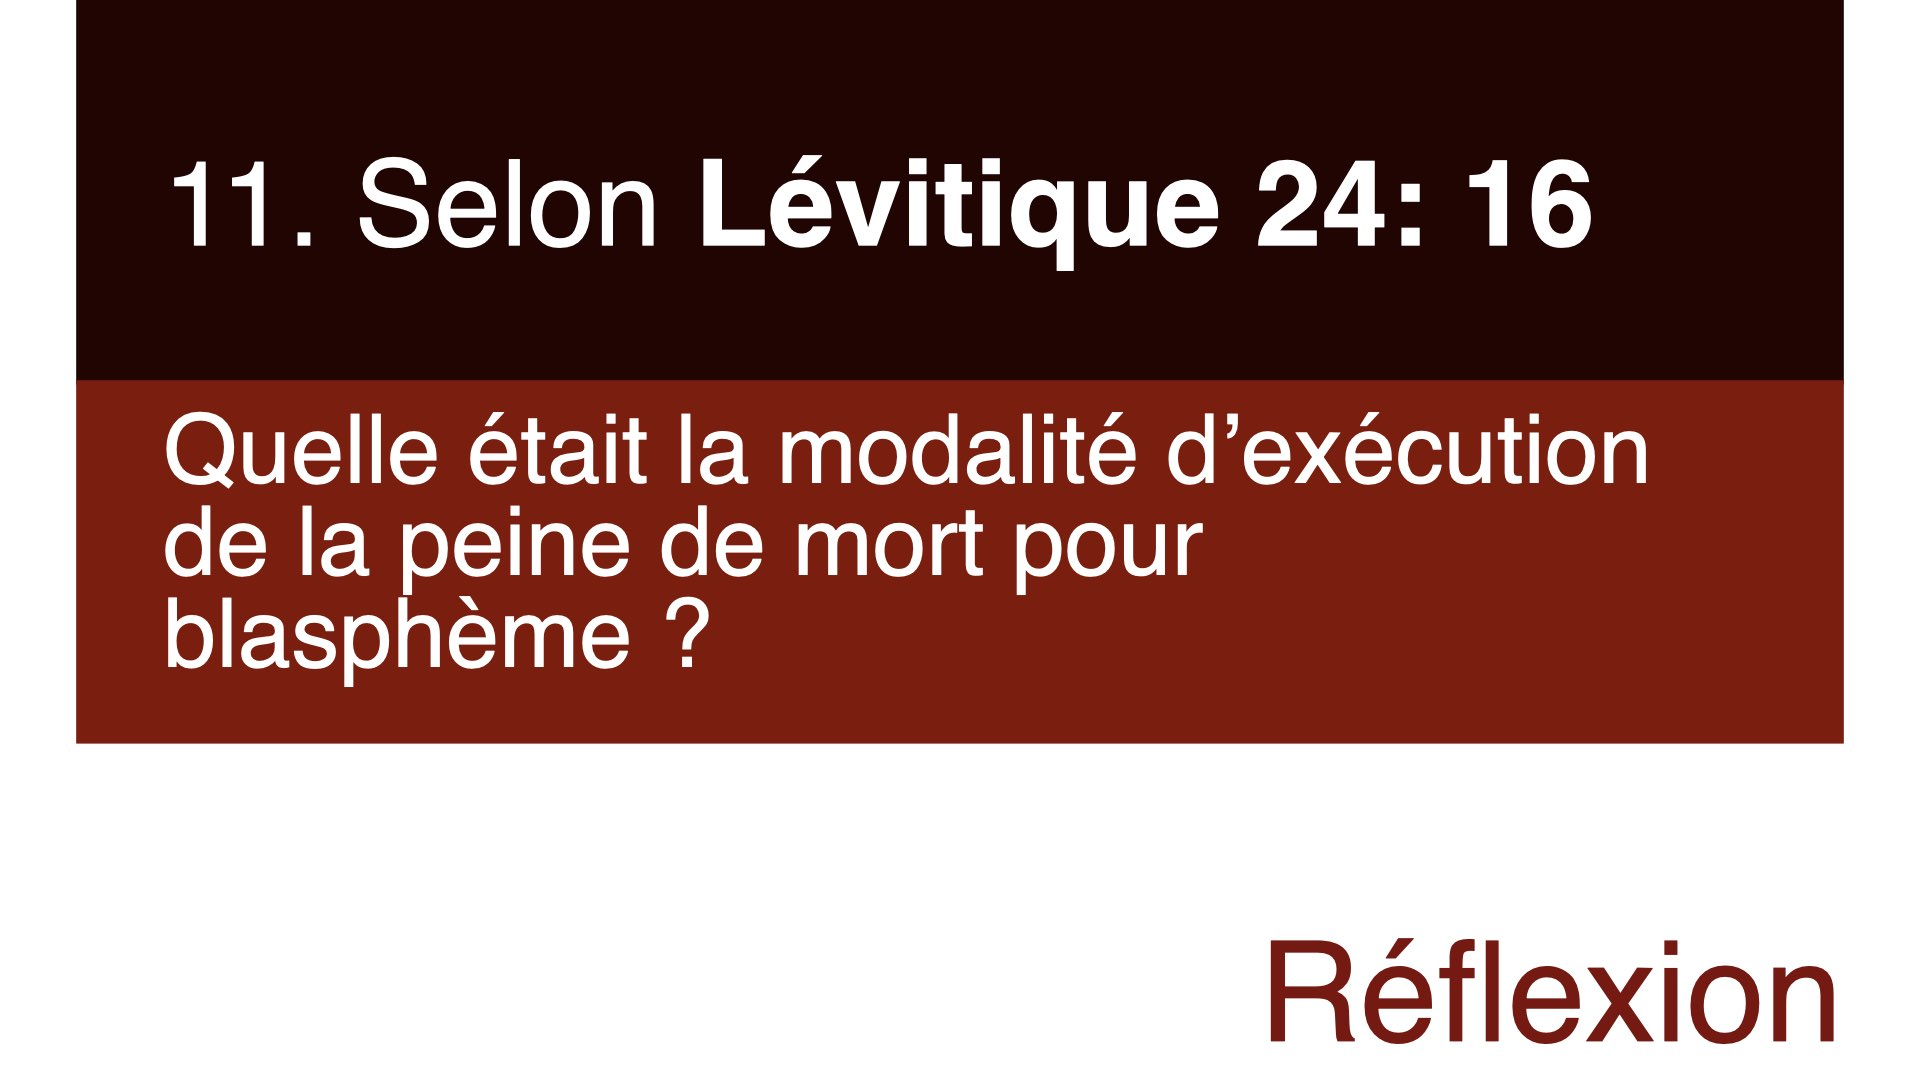 11. Selon Lévitique 24: 16
Quelle était la modalité d’exécution
de la peine de mort pour
blasphème ?
Réflexion